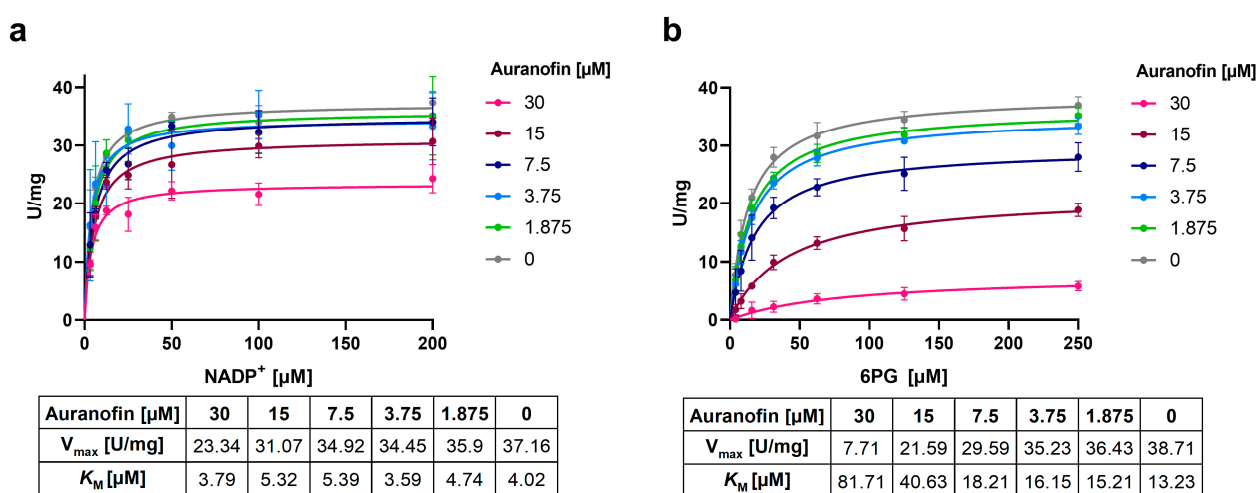 a
U/mg
40
30
20
10
0
0 50 100 150 200
NADP⁺ [µM]
Auranofin [µM]
30
15
7.5
3.75
1.875
0
Auranofin [µM] 30 15 7.5 3.75 1.875 0
Vmax [U/mg] 23.34 31.07 34.92 34.45 35.9 37.16
KM [µM] 3.79 5.32 5.39 3.59 4.74 4.02
b
U/mg
40
30
20
10
0
0 50 100 150 200 250
6PG [µM]
Auranofin [µM]
30
15
7.5
3.75
1.875
0
Auranofin [µM] 30 15 7.5 3.75 1.875 0
Vmax [U/mg] 7.71 21.59 29.59 35.23 36.43 38.71
KM [µM] 81.71 40.63 18.21 16.15 15.21 13.23